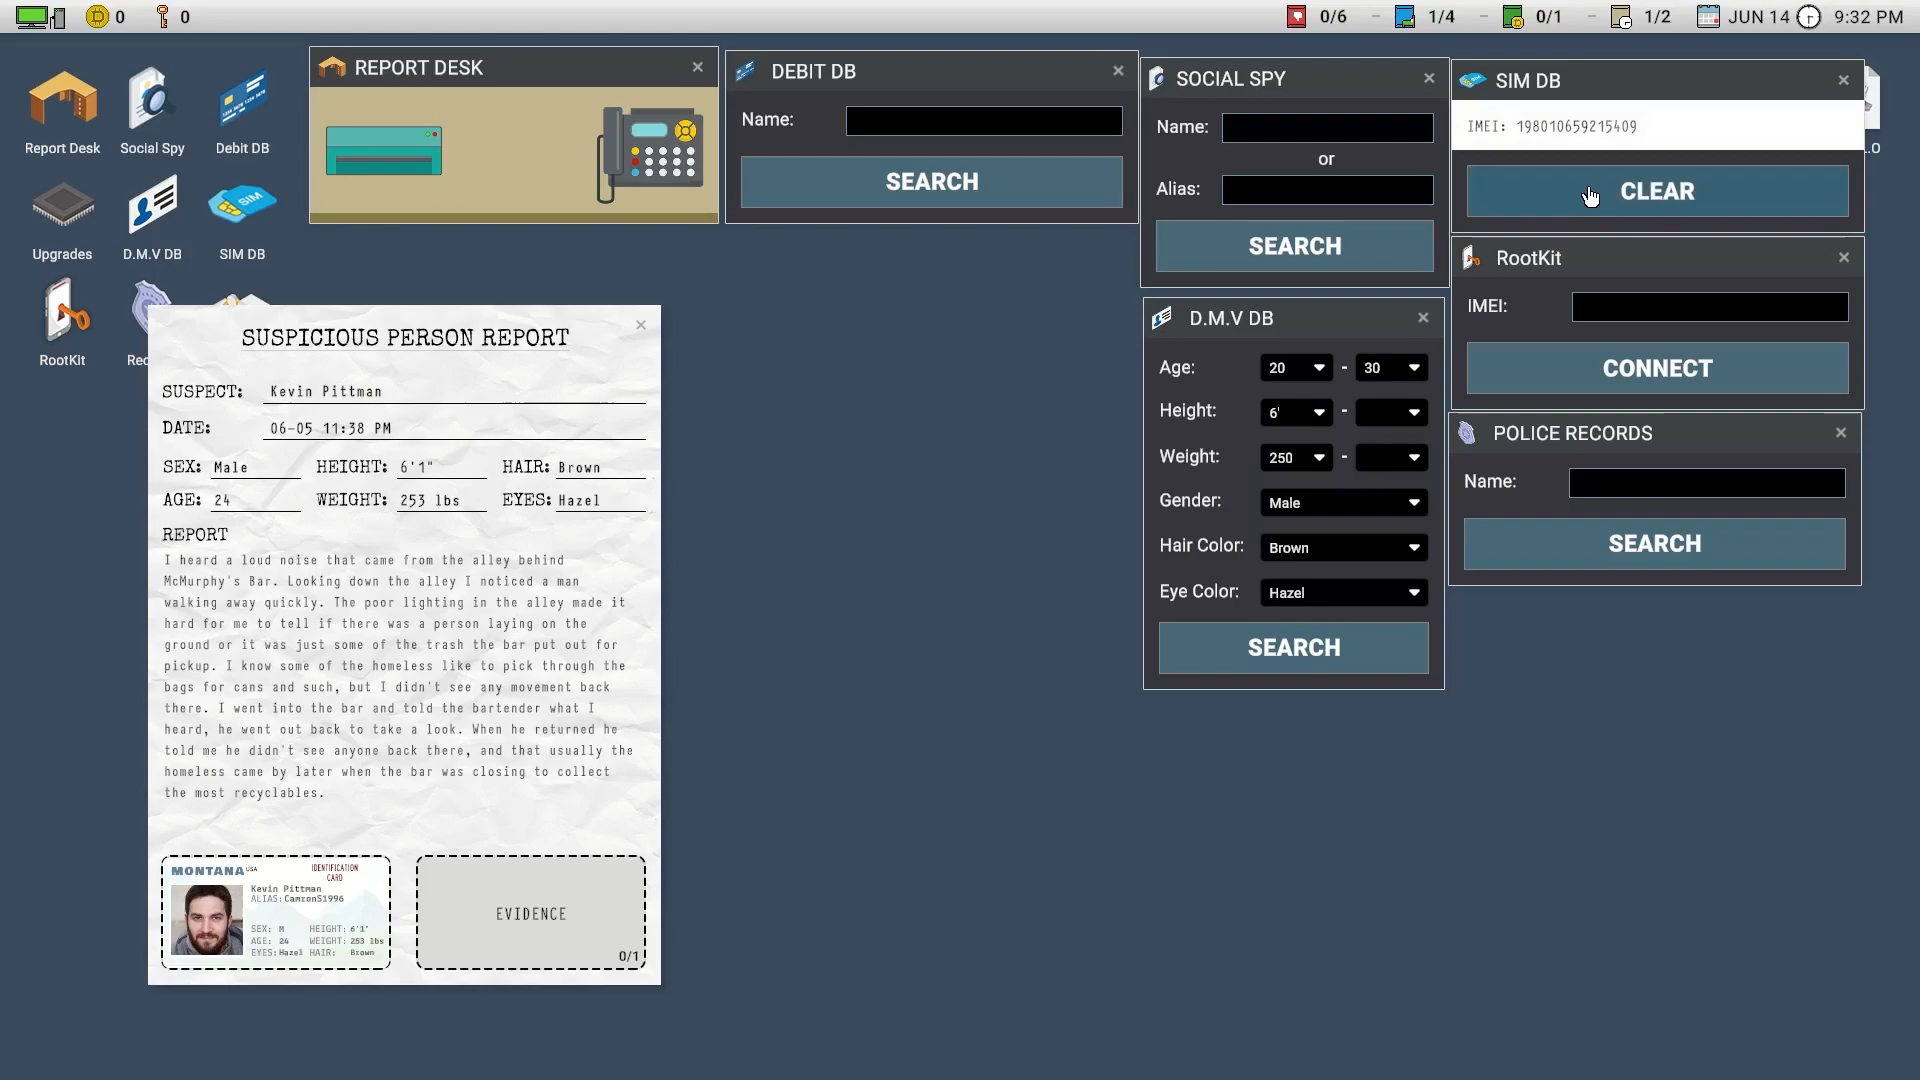 0
0
0/6
1/4
0/1
1/2
JUN 14
9:32 PM
Report Desk
Social Spy
Debit DB
Upgrades
D.M.V DB
SIM DB
RootKit
REPORT DESK
DEBIT DB
Name:
SEARCH
SOCIAL SPY
Name:
or
Alias:
SEARCH
SIM DB
IMEI: 198010659215409
CLEAR
RootKit
IMEI:
CONNECT
D.M.V DB
Age: 20 - 30
Height: 6' -
Weight: 250 -
Gender: Male
Hair Color: Brown
Eye Color: Hazel
SEARCH
POLICE RECORDS
Name:
SEARCH
SUSPICIOUS PERSON REPORT
SUSPECT: Kevin Pittman
DATE: 06-05 11:38 PM
SEX: Male HEIGHT: 6'1" HAIR: Brown
AGE: 24 WEIGHT: 253 lbs EYES: Hazel
REPORT
I heard a loud noise that came from the alley behind
McMurphy's Bar. Looking down the alley I noticed a man
walking away quickly. The poor lighting in the alley made it
hard for me to tell if there was a person laying on the
ground or it was just some of the trash the bar put out for
pickup. I know some of the homeless like to pick through the
bags for cans and such, but I didn't see any movement back
there. I went into the bar and told the bartender what I
heard, he went out back to take a look. When he returned he
told me he didn't see anyone back there, and that usually the
homeless came by later when the bar was closing to collect
the most recyclables.
MONTANA USA
IDENTIFICATION
CARD
Kevin Pittman
ALIAS: CamronS1996
SEX: M HEIGHT: 6'1"
AGE: 24 WEIGHT: 253 lbs
EYES: Hazel HAIR: Brown
EVIDENCE
0/1